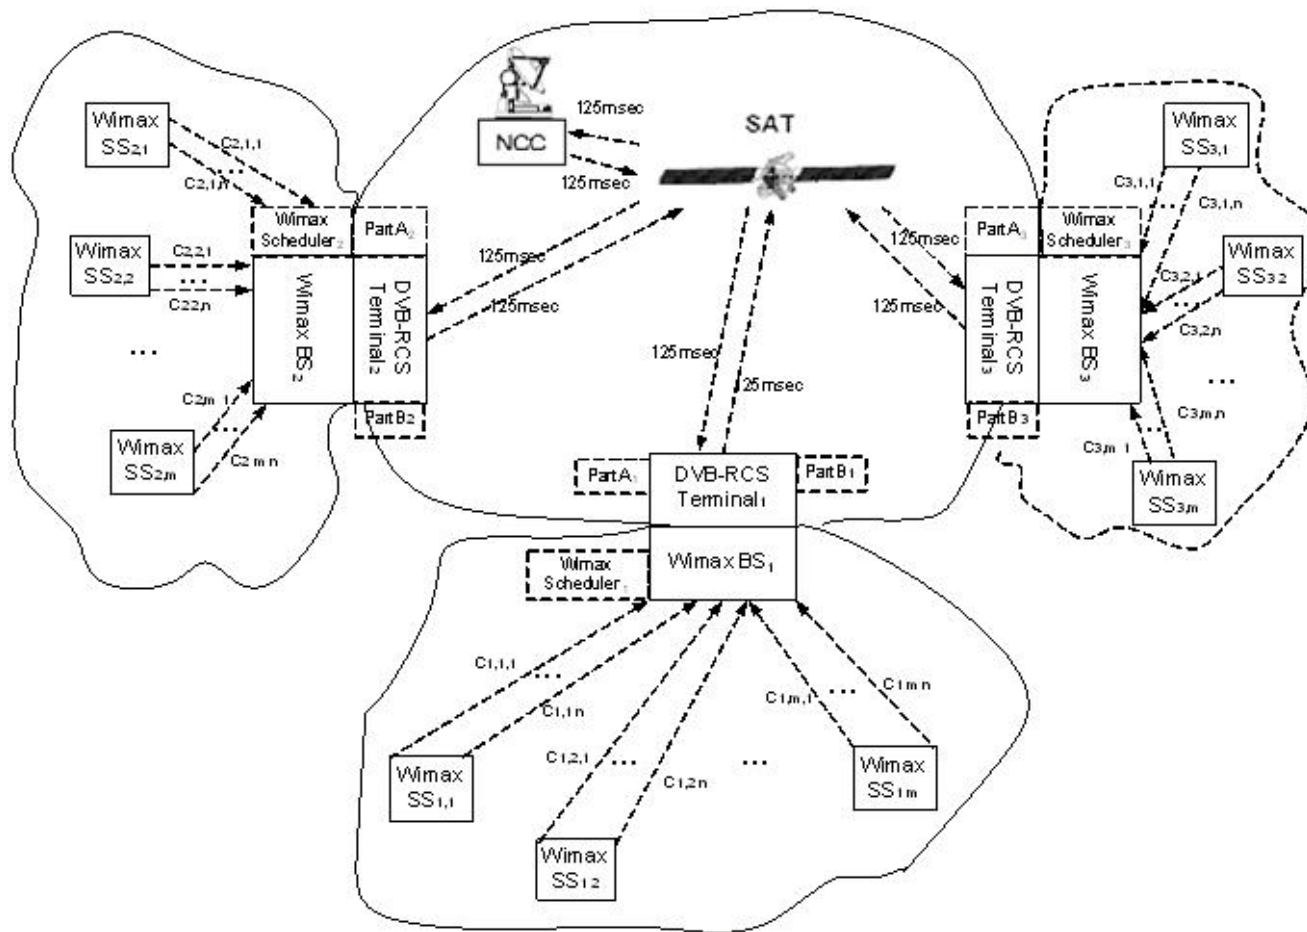 125msec
NCC
125msec
SAT
Wimax
SS2,1
C2,1,1
...
C2,1,n
Wimax
Scheduler2
PartA2
Wimax
SS2,2
C2,2,1
...
C22,n
Wimax BS2
DVB-RCS
Terminal2
...
C2,m 1
...
C2 m n
Wimax
SS2,m
PartB2
125msec
125msec
125msec
125msec
125msec
125msec
PartA3
Wimax
Scheduler3
DVB-RCS
Terminal3
Wimax BS3
PartB3
Wimax
SS3,1
C3,1,1
...
C3,1,n
Wimax
SS3 2
C3,2,1
...
C3,2,n
...
C3,m,n
...
C3,m 1
Wimax
SS3,m
PartA1
DVB-RCS
Terminal1
PartB1
Wimax
Scheduler1
Wimax BS1
C1,1,1
...
C1,1 n
C1,2,1
...
C1,2 n
...
C1,m,1
...
C1 m n
Wimax
SS1,1
Wimax
SS1 2
Wimax
SS1 m